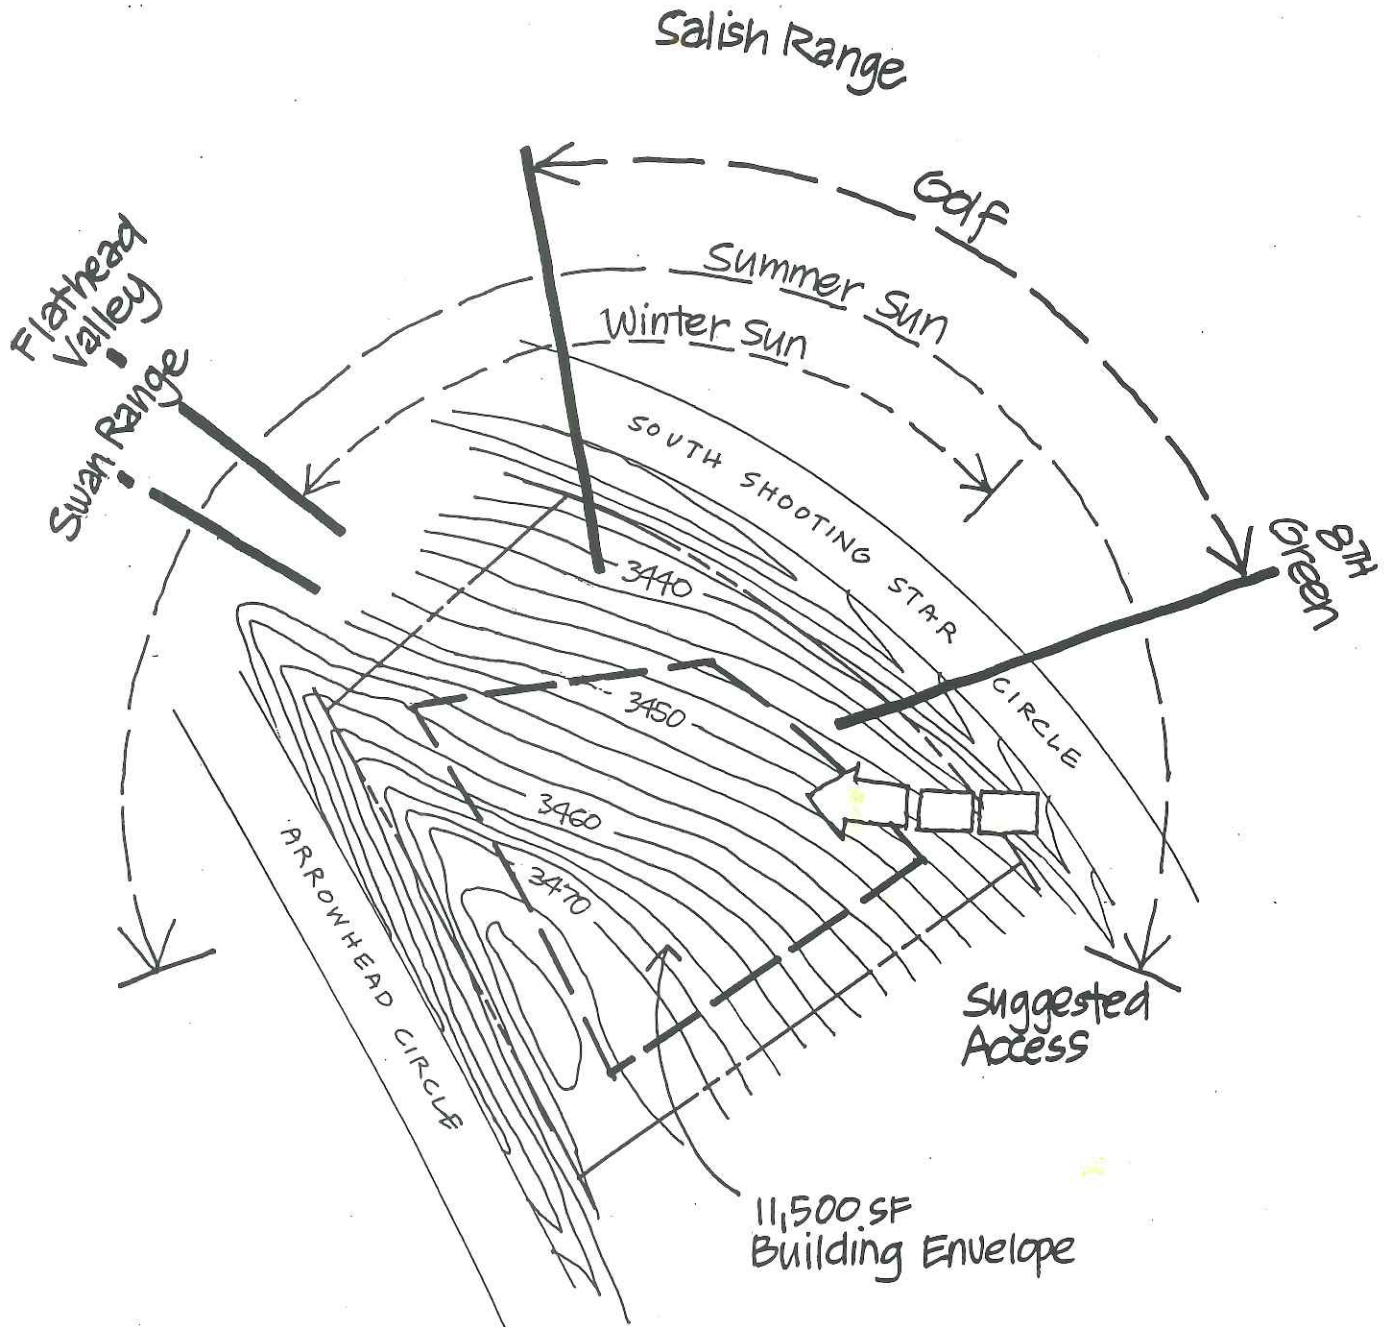 Salish Range
Golf
Summer Sun
Winter Sun
Flathead
Valley
Swan Range
SOUTH SHOOTING STAR CIRCLE
8TH
Green
3440
3450
3460
3470
ARROWHEAD CIRCLE
Suggested
Access
11,500 SF
Building Envelope